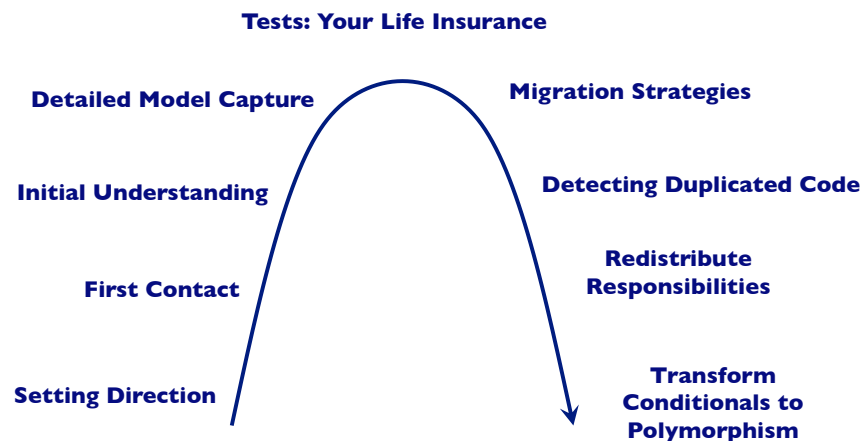 Tests: Your Life Insurance
Detailed Model Capture
Migration Strategies
Initial Understanding
Detecting Duplicated Code
First Contact
Redistribute
Responsibilities
Setting Direction
Transform
Conditionals to
Polymorphism